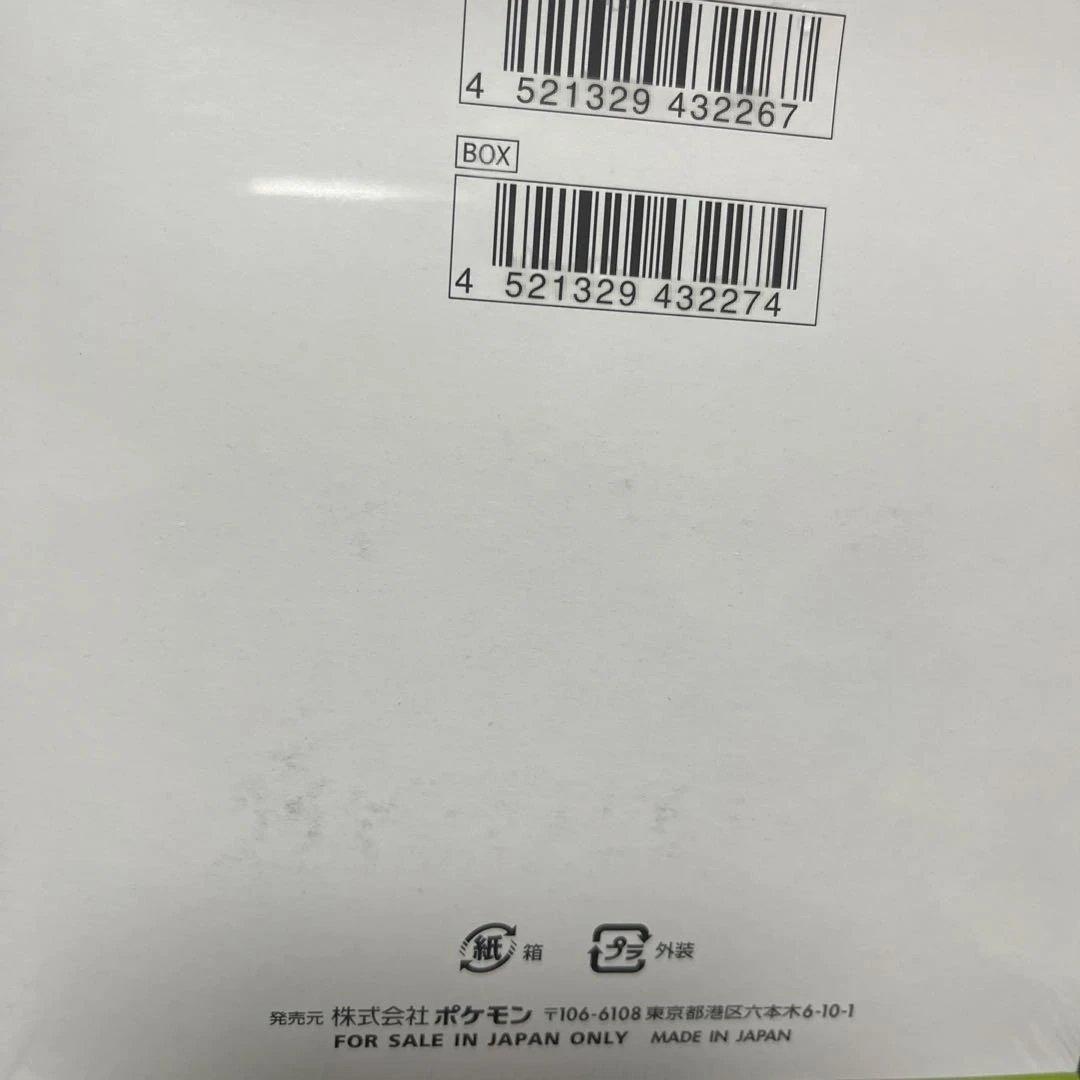 4 521329 432267
BOX
4 521329 432274
紙 箱 プラ 外装
発売元 株式会社 ポケモン 〒106-6108 東京都港区六本木6-10-1
FOR SALE IN JAPAN ONLY MADE IN JAPAN